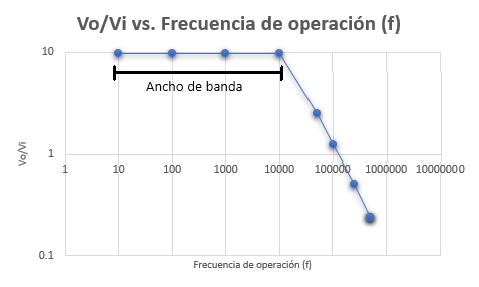 Vo/Vi vs. Frecuencia de operación (f)
10
Ancho de banda
Vo/Vi
1
1 10 100 1000 10000 100000 1000000 10000000
0.1
Frecuencia de operación (f)